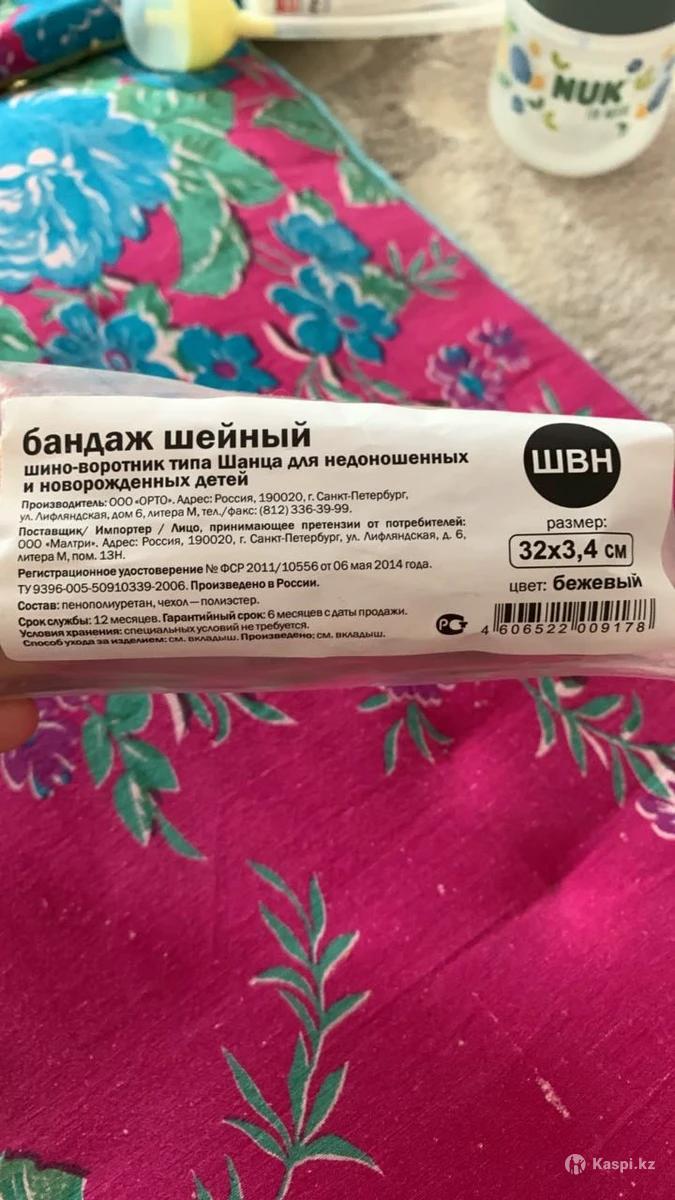 NUK
бандаж шейный
шино-воротник типа Шанца для недоношенных
и новорожденных детей
Производитель: ООО «ОРТО». Адрес: Россия, 190020, г. Санкт-Петербург,
ул. Лифляндская, дом 6, литера М, тел./факс: (812) 336-39-99.
Поставщик/ Импортер / Лицо, принимающее претензии от потребителей:
ООО «Малтри». Адрес: Россия, 190020, г. Санкт-Петербург, ул. Лифляндская, д. 6,
литера М, пом. 13Н.
Регистрационное удостоверение № ФСР 2011/10556 от 06 мая 2014 года.
ТУ 9396-005-50910339-2006. Произведено в России.
Состав: пенополиуретан, чехол — полиэстер.
Срок службы: 12 месяцев. Гарантийный срок: 6 месяцев с даты продажи.
Условия хранения: специальных условий не требуется.
Способ ухода за изделием: см. вкладыш. Произведено: см. вкладыш.
ШВН
размер:
32х3,4 см
цвет: бежевый
РСТ
4 606522 009178
Kaspi.kz